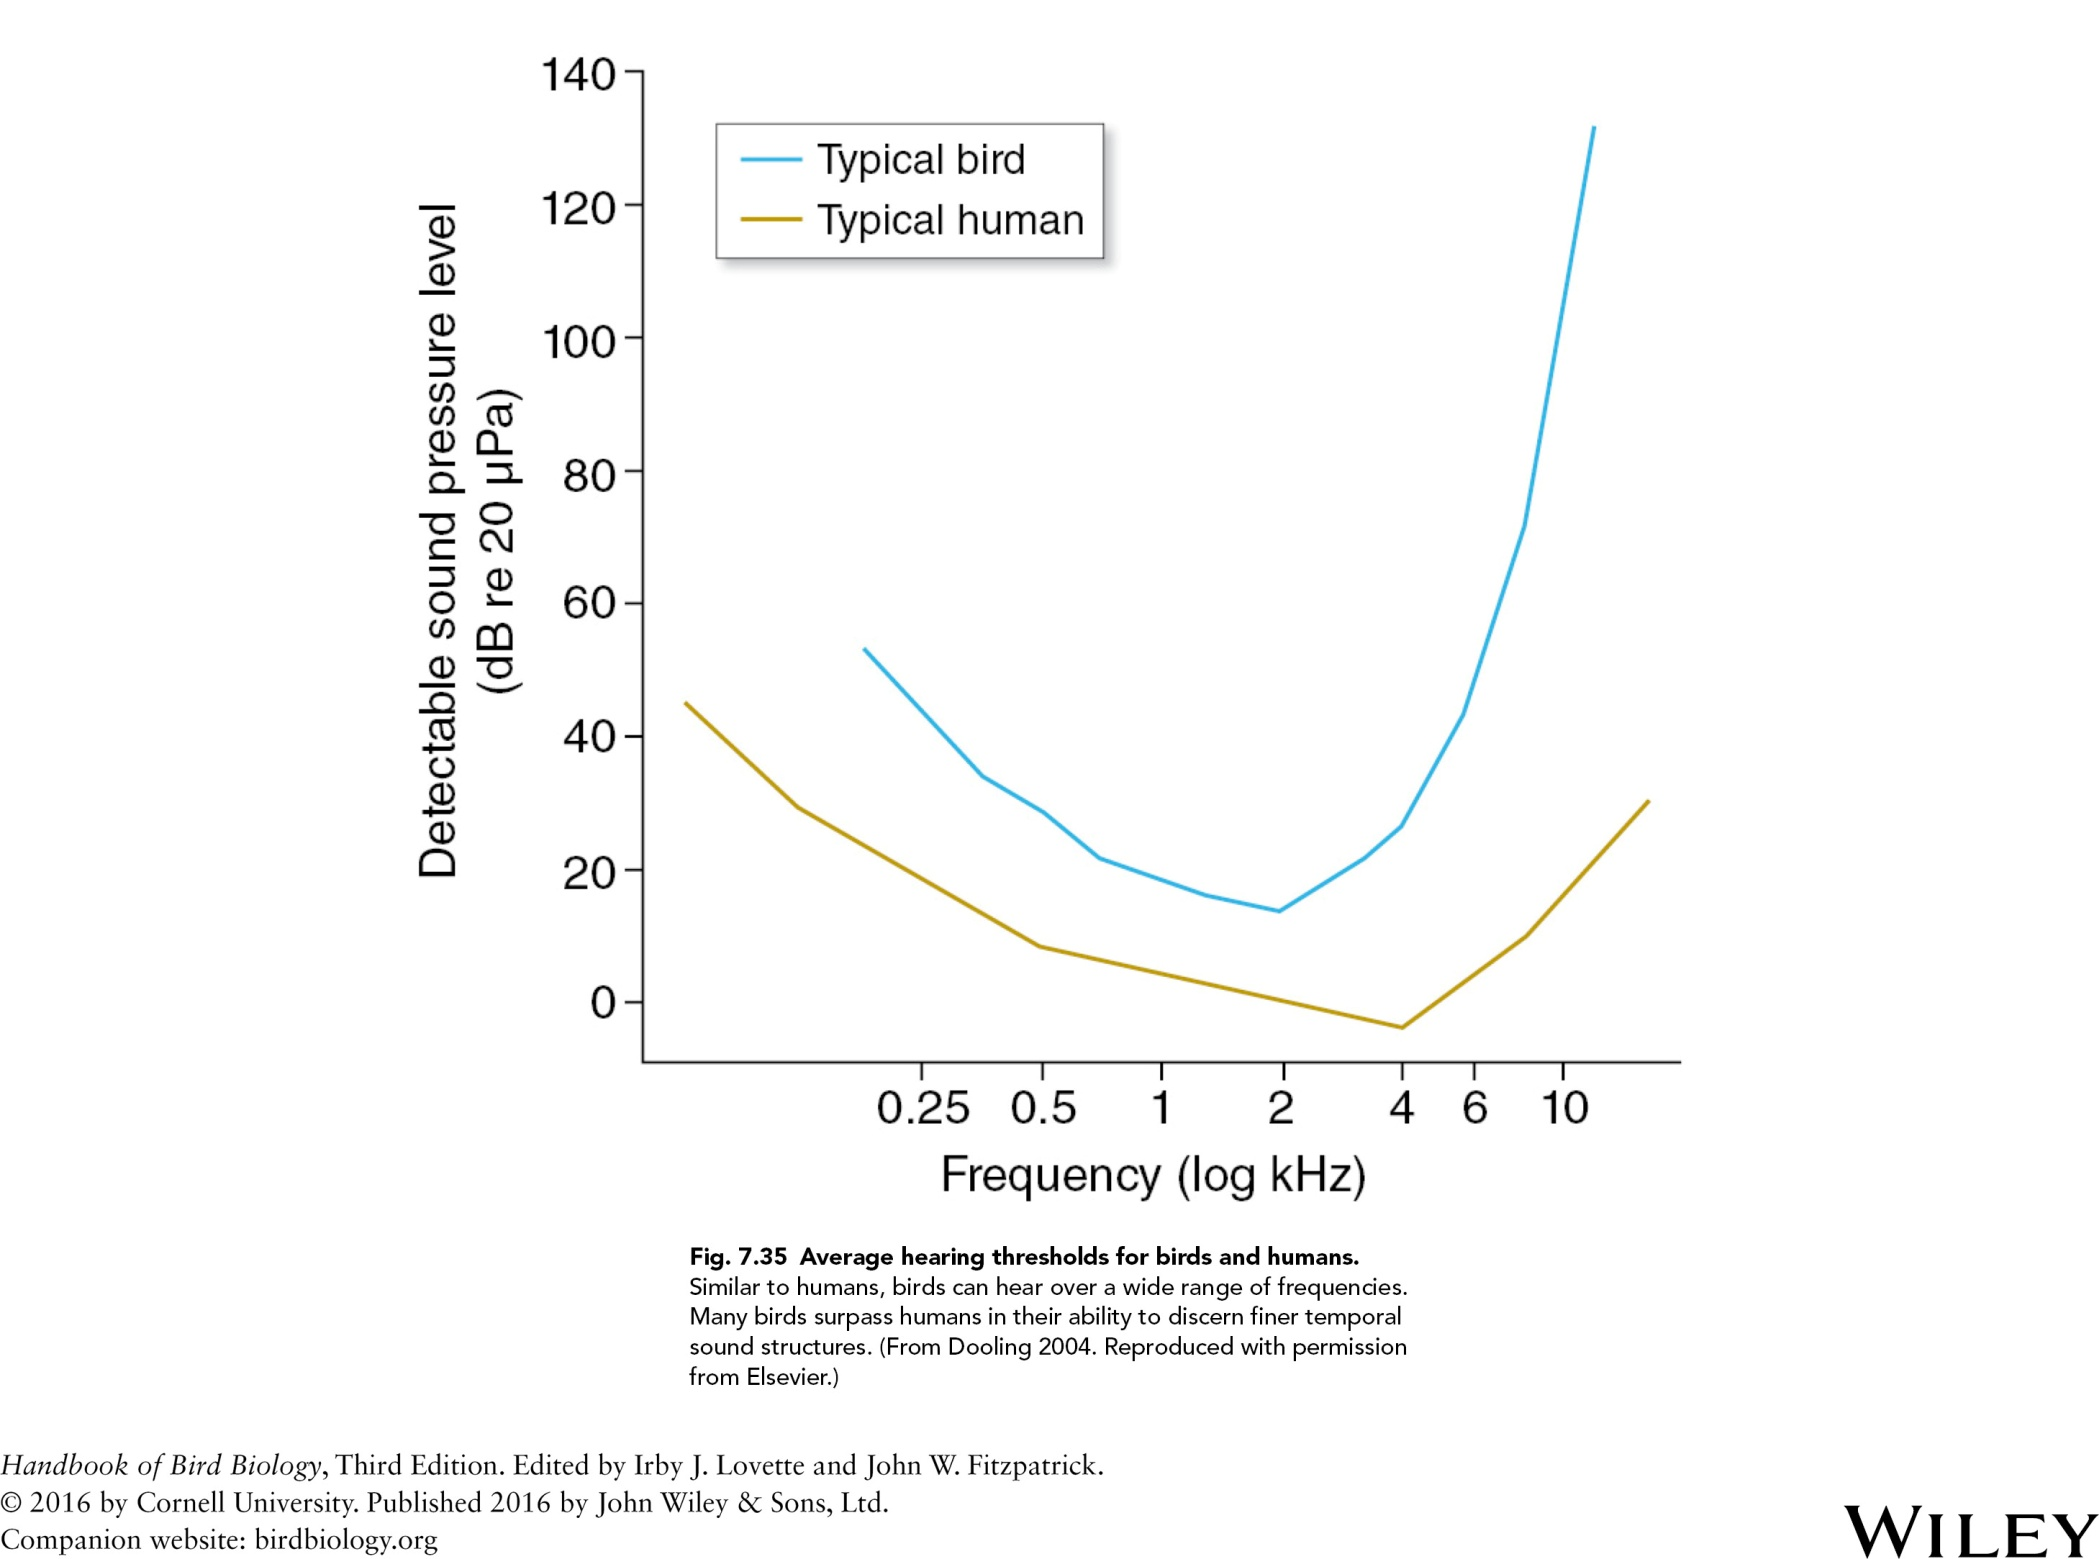 140
120
100
80
60
40
20
0
Detectable sound pressure level
(dB re 20 µPa)
Typical bird
Typical human
0.25 0.5 1 2 4 6 10
Frequency (log kHz)
Fig. 7.35 Average hearing thresholds for birds and humans.
Similar to humans, birds can hear over a wide range of frequencies.
Many birds surpass humans in their ability to discern finer temporal
sound structures. (From Dooling 2004. Reproduced with permission
from Elsevier.)
Handbook of Bird Biology, Third Edition. Edited by Irby J. Lovette and John W. Fitzpatrick.
© 2016 by Cornell University. Published 2016 by John Wiley & Sons, Ltd.
Companion website: birdbiology.org
WILEY